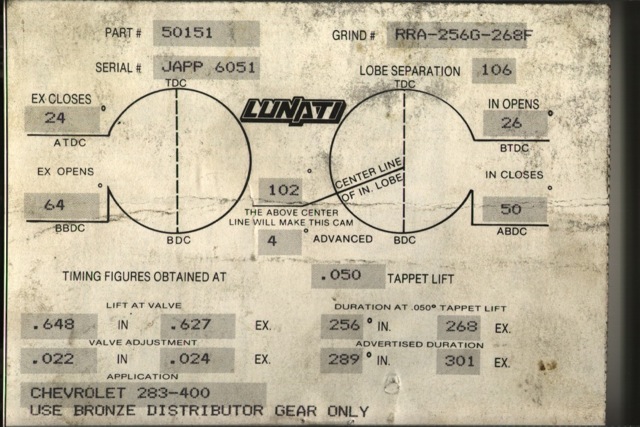 PART # 50151 GRIND # RRA-256G-268F
SERIAL # JAPP 6051 LOBE SEPARATION 106
TDC TDC
EX CLOSES LUNATI IN OPENS
24° 26°
ATDC BTDC
EX OPENS IN CLOSES
CENTER LINE
OF IN. LOBE
102°
64° 50°
BBDC ABDC
THE ABOVE CENTER
LINE WILL MAKE THIS CAM
BDC 4° ADVANCED BDC
TIMING FIGURES OBTAINED AT .050 TAPPET LIFT
LIFT AT VALVE DURATION AT .050° TAPPET LIFT
.648 IN .627 EX. 256° IN. 268 EX.
VALVE ADJUSTMENT ADVERTISED DURATION
.022 IN .024 EX. 289° IN. 301 EX.
APPLICATION
CHEVROLET 283-400
USE BRONZE DISTRIBUTOR GEAR ONLY